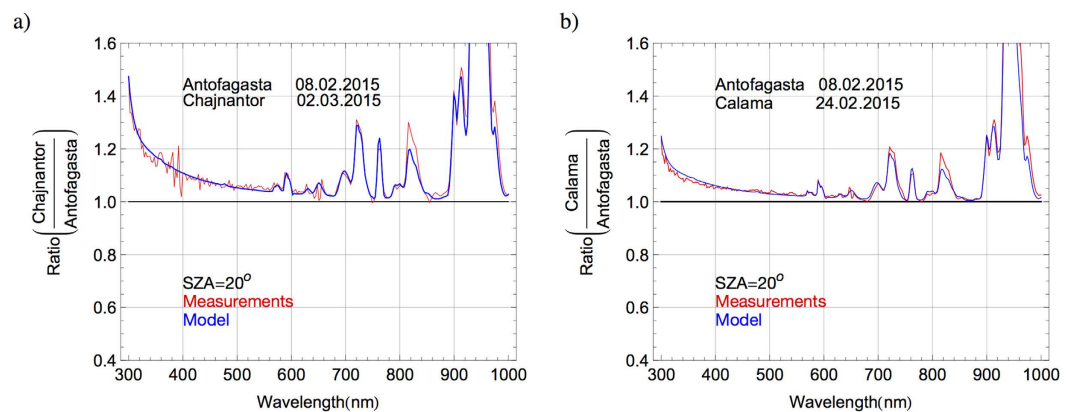 a)
1.6
1.4
1.2
1.0
0.8
0.6
0.4
Ratio(Chajnantor
Antofagasta)
Antofagasta 08.02.2015
Chajnantor 02.03.2015
SZA=20°
Measurements
Model
300 400 500 600 700 800 900 1000
Wavelength(nm)
b)
1.6
1.4
1.2
1.0
0.8
0.6
0.4
Ratio(Calama
Antofagasta)
Antofagasta 08.02.2015
Calama 24.02.2015
SZA=20°
Measurements
Model
300 400 500 600 700 800 900 1000
Wavelength(nm)